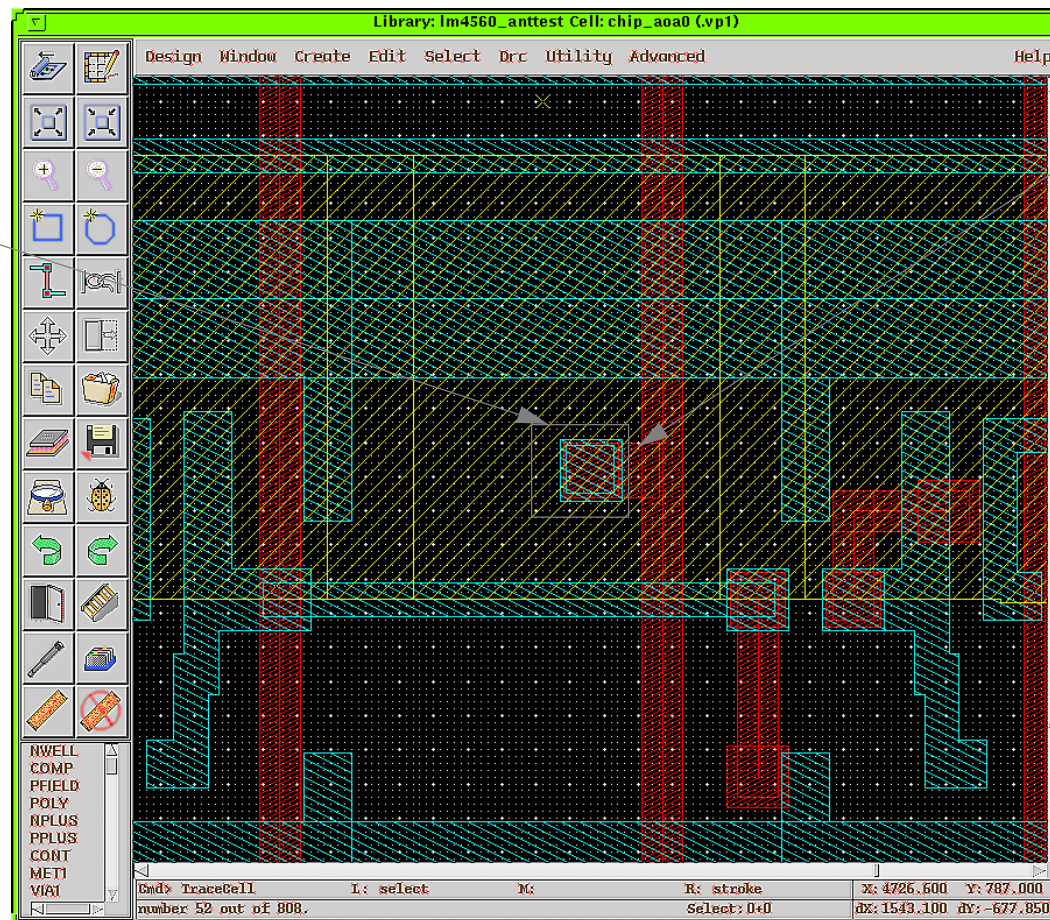 Library: lm4560_anttest Cell: chip_aoa0 (.vp1)
Design Window Create Edit Select Drc Utility Advanced Help
NWELL
COMP
PFIELD
POLY
NPLUS
PPLUS
CONT
MET1
VIA1
Cmd> TraceCell L: select M: R: stroke X: 4726.600 Y: 787.000
number 52 out of 808. Select: 0+0 dX: 1543.100 dY: -677.850